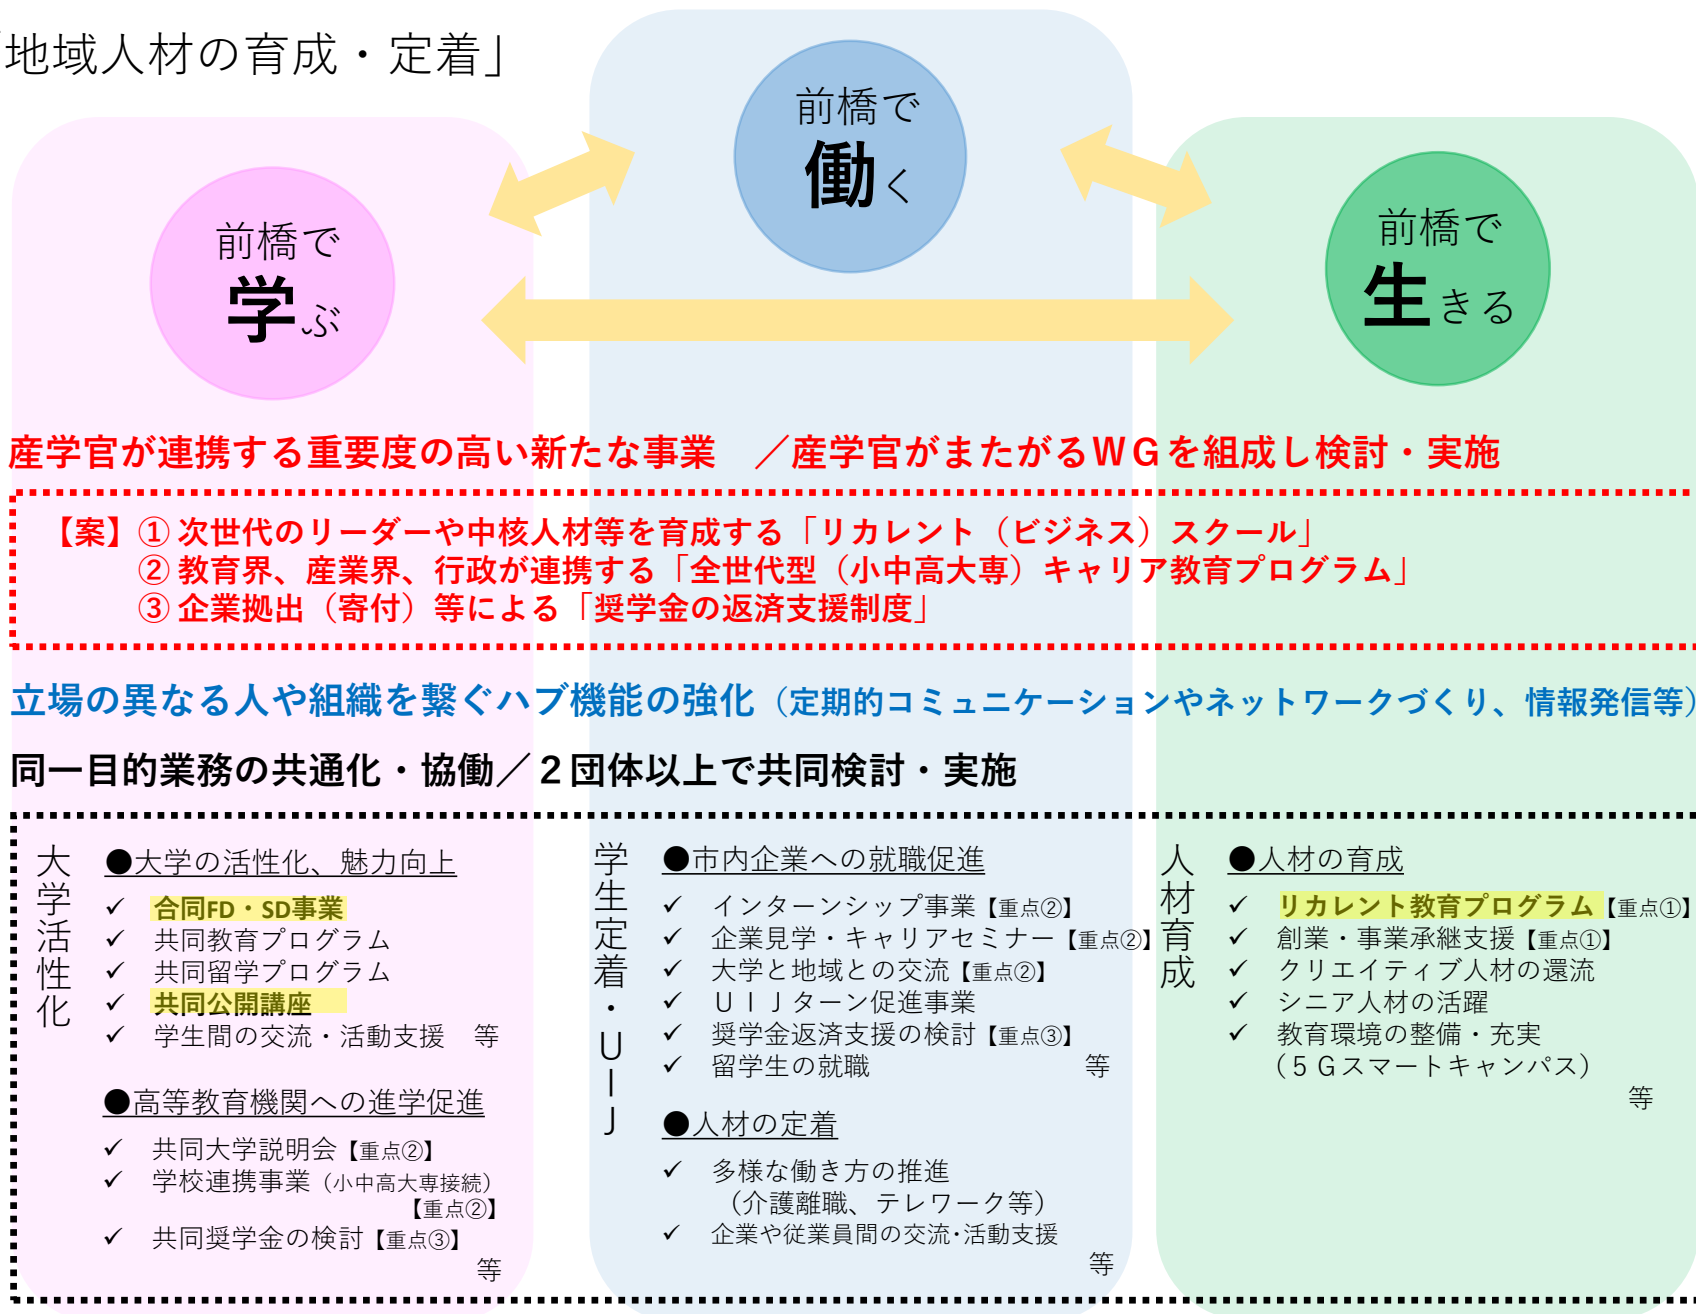 「地域人材の育成・定着」
前橋で
学ぶ
前橋で
働く
前橋で
生きる
産学官が連携する重要度の高い新たな事業　／産学官がまたがるＷＧを組成し検討・実施
【案】① 次世代のリーダーや中核人材等を育成する「リカレント（ビジネス）スクール」
② 教育界、産業界、行政が連携する「全世代型（小中高大専）キャリア教育プログラム」
③ 企業拠出（寄付）等による「奨学金の返済支援制度」
立場の異なる人や組織を繋ぐハブ機能の強化（定期的コミュニケーションやネットワークづくり、情報発信等）
同一目的業務の共通化・協働／２団体以上で共同検討・実施
大学活性化
●大学の活性化、魅力向上
✓ 合同FD・SD事業
✓ 共同教育プログラム
✓ 共同留学プログラム
✓ 共同公開講座
✓ 学生間の交流・活動支援　等
●高等教育機関への進学促進
✓ 共同大学説明会【重点②】
✓ 学校連携事業（小中高大専接続）
【重点②】
✓ 共同奨学金の検討【重点③】
等
学生定着・ＵＩＪ
●市内企業への就職促進
✓ インターンシップ事業【重点②】
✓ 企業見学・キャリアセミナー【重点②】
✓ 大学と地域との交流【重点②】
✓ ＵＩＪターン促進事業
✓ 奨学金返済支援の検討【重点③】
✓ 留学生の就職　等
●人材の定着
✓ 多様な働き方の推進
（介護離職、テレワーク等）
✓ 企業や従業員間の交流・活動支援
等
人材育成
●人材の育成
✓ リカレント教育プログラム【重点①】
✓ 創業・事業承継支援【重点①】
✓ クリエイティブ人材の還流
✓ シニア人材の活躍
✓ 教育環境の整備・充実
（５Ｇスマートキャンパス）
等